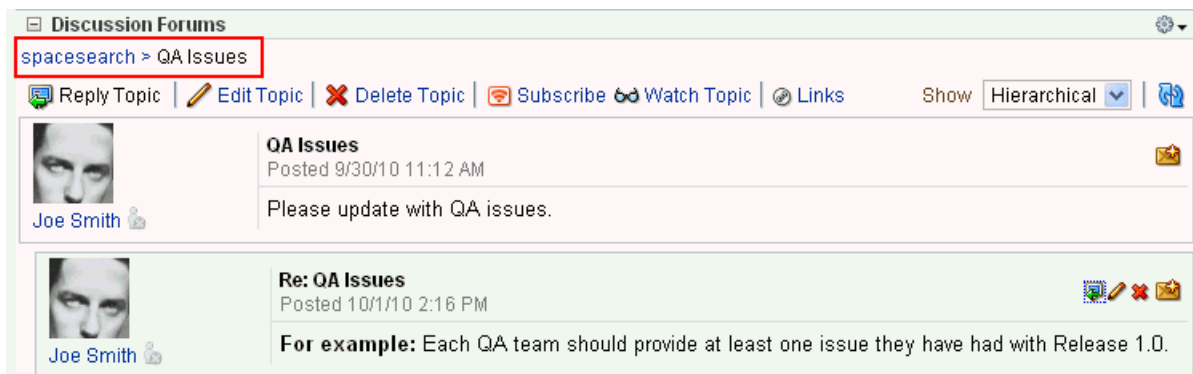 Discussion Forums
spacesearch > QA Issues
Reply Topic | Edit Topic | Delete Topic | Subscribe Watch Topic | Links Show Hierarchical
QA Issues
Posted 9/30/10 11:12 AM
Please update with QA issues.
Joe Smith
Re: QA Issues
Posted 10/1/10 2:16 PM
For example: Each QA team should provide at least one issue they have had with Release 1.0.
Joe Smith